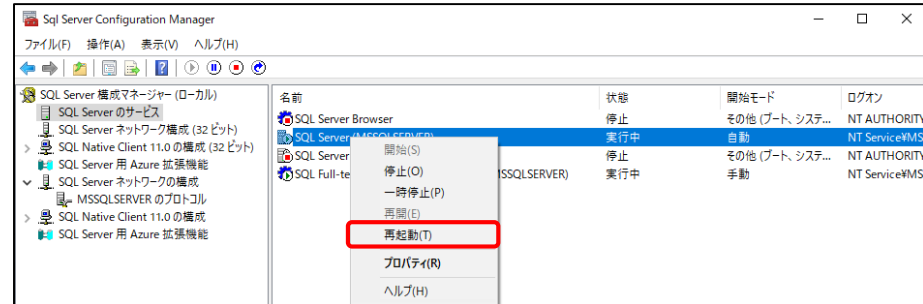 Sql Server Configuration Manager
ファイル(F) 操作(A) 表示(V) ヘルプ(H)
SQL Server 構成マネージャー (ローカル)
SQL Server のサービス
SQL Server ネットワーク構成 (32 ビット)
SQL Native Client 11.0 の構成 (32 ビット)
SQL Server 用 Azure 拡張機能
SQL Server ネットワークの構成
MSSQLSERVER のプロトコル
SQL Native Client 11.0 の構成
SQL Server 用 Azure 拡張機能
名前 状態 開始モード ログオン
SQL Server Browser 停止 その他 (ブート、システ... NT AUTHORITY
SQL Server (MSSQLSERVER) 実行中 自動 NT Service¥MS
SQL Server 停止 その他 (ブート、システ... NT AUTHORITY
SQL Full-te MSSQLSERVER) 実行中 手動 NT Service¥MS
開始(S)
停止(O)
一時停止(P)
再開(E)
再起動(T)
プロパティ(R)
ヘルプ(H)